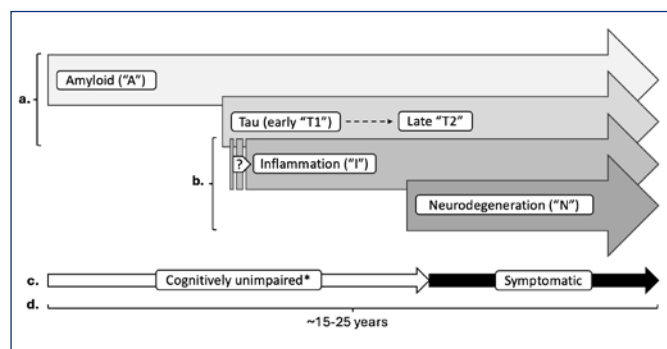 Amyloid ("A")
a.
Tau (early "T1")
Late "T2"
?
Inflammation ("I")
b.
Neurodegeneration ("N")
c.
Cognitively unimpaired*
Symptomatic
d.
~15-25 years